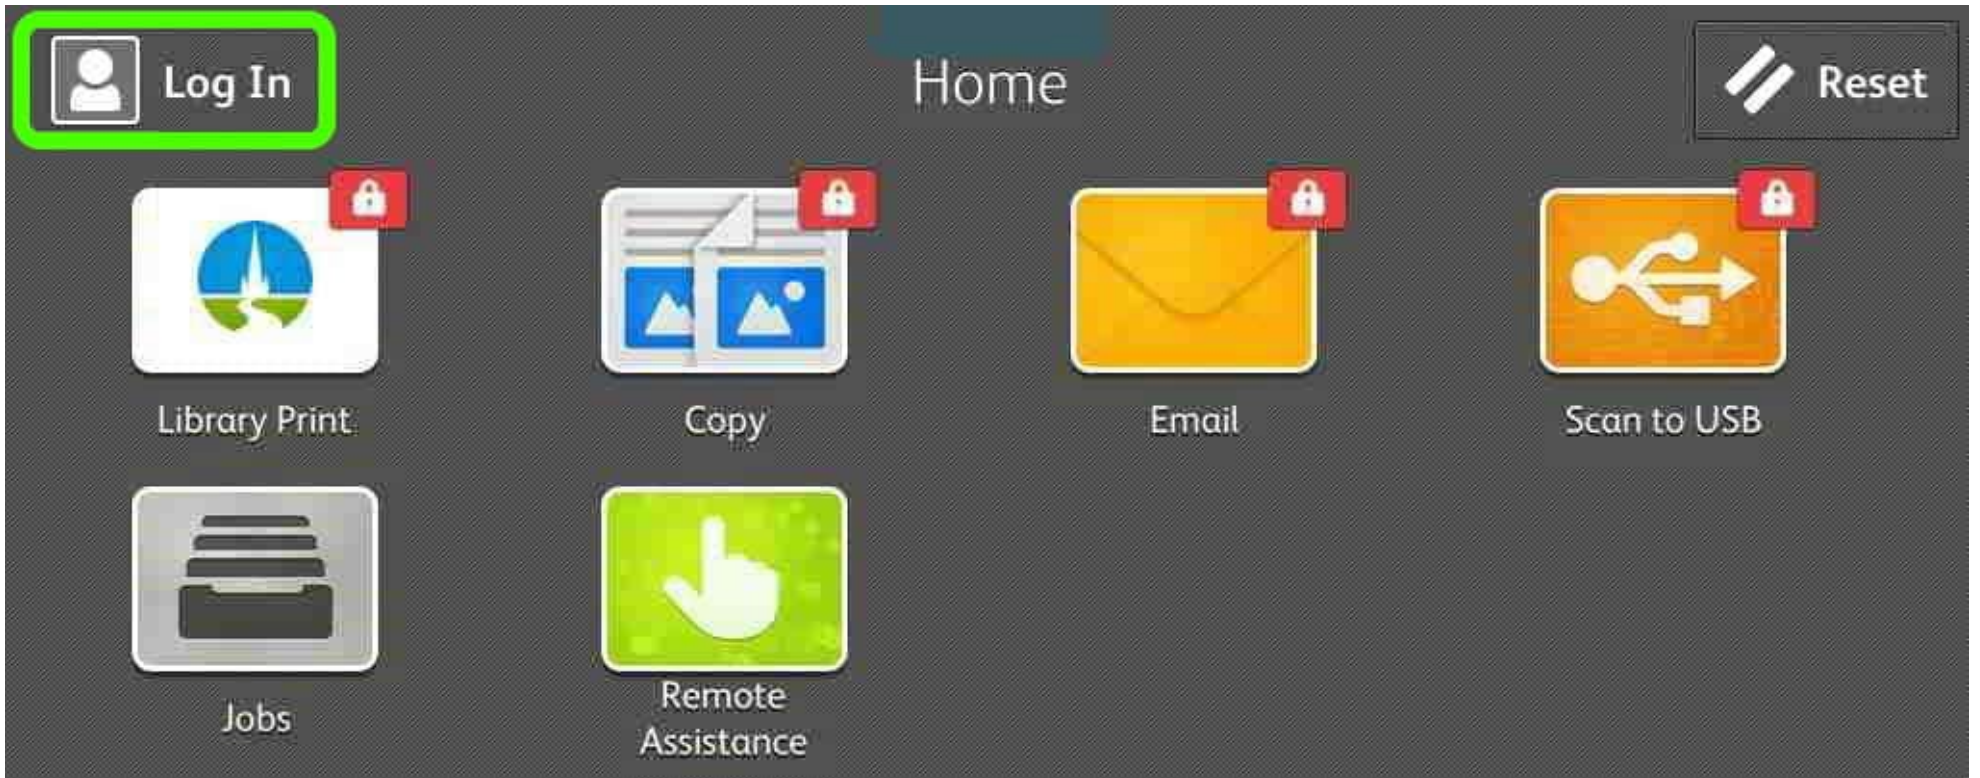 Log In
Home
Reset
Library Print
Copy
Email
Scan to USB
Jobs
Remote
Assistance